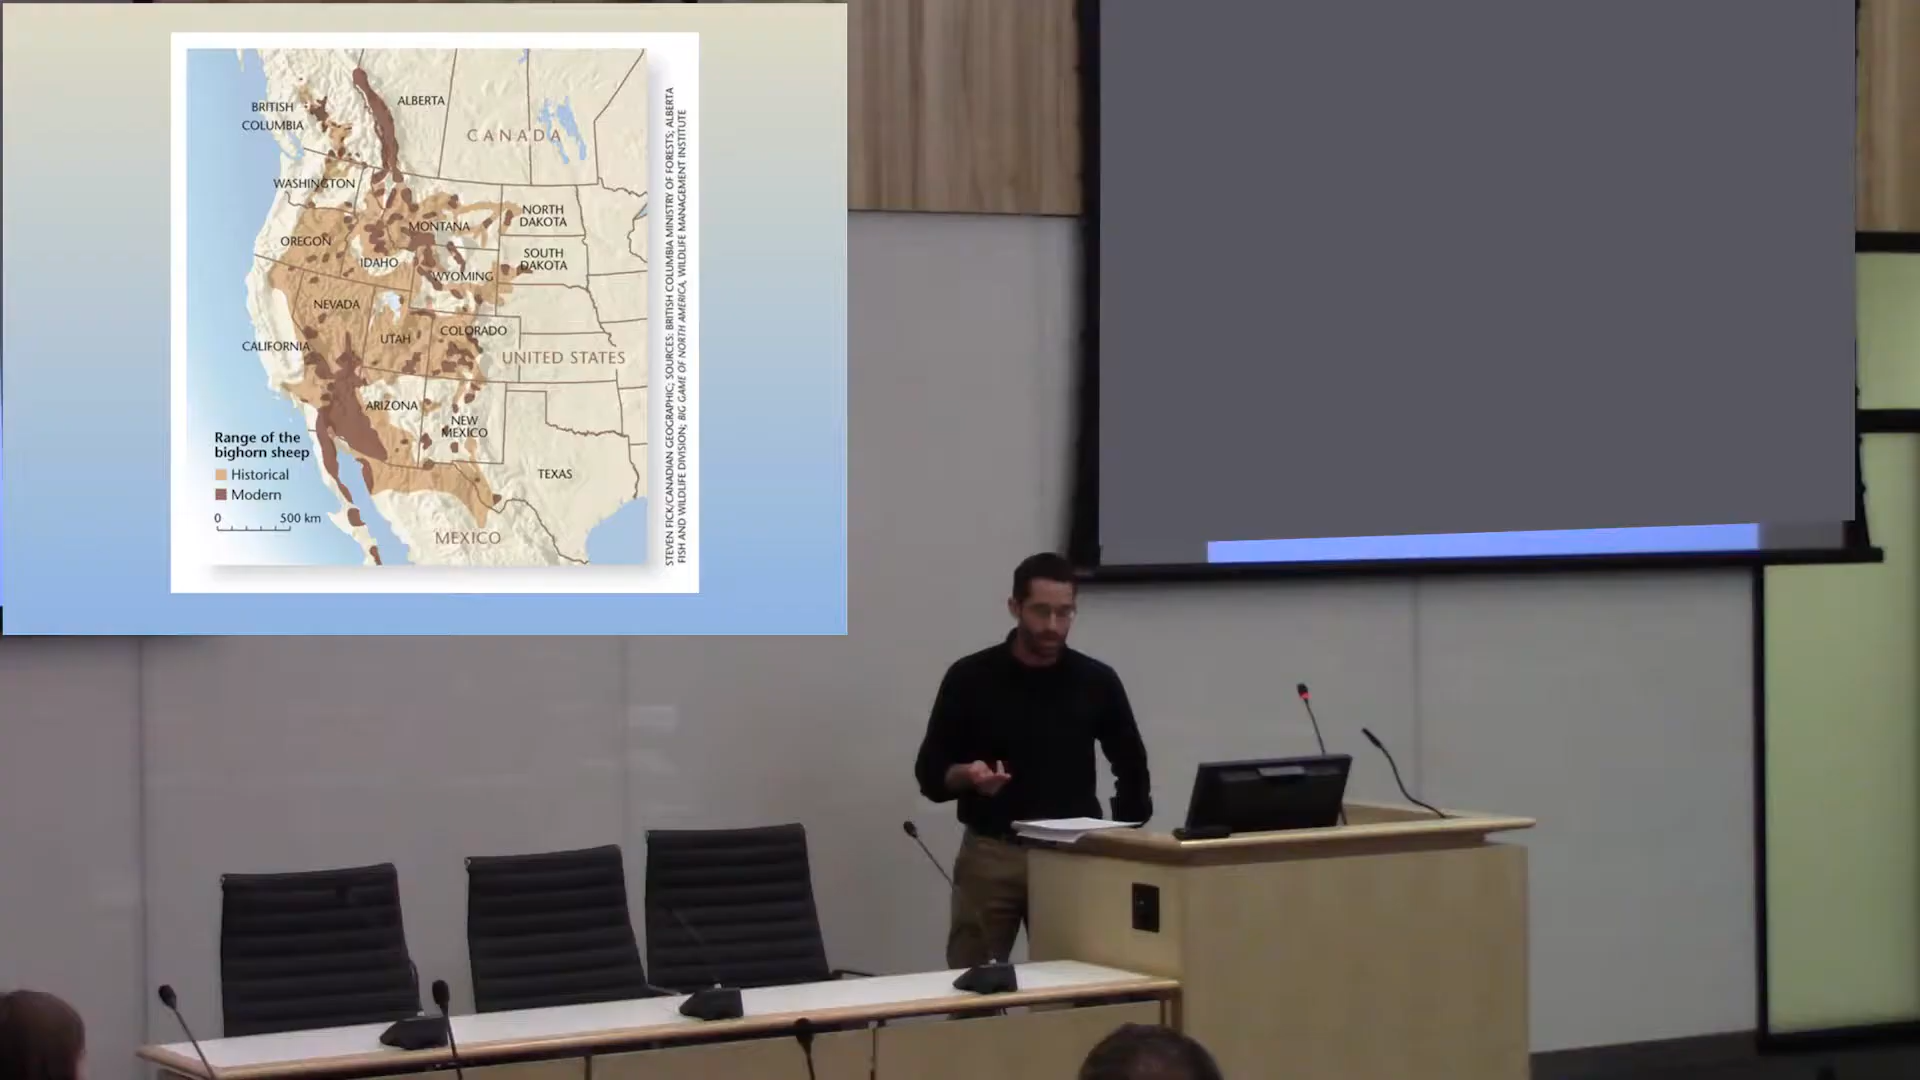 BRITISH
COLUMBIA
ALBERTA
CANADA
WASHINGTON
MONTANA
NORTH
DAKOTA
OREGON
IDAHO
WYOMING
SOUTH
DAKOTA
NEVADA
UTAH
COLORADO
CALIFORNIA
UNITED STATES
ARIZONA
NEW
MEXICO
TEXAS
MEXICO
Range of the
bighorn sheep
Historical
Modern
0 500 km
STEVEN FICK/CANADIAN GEOGRAPHIC; SOURCES: BRITISH COLUMBIA MINISTRY OF FORESTS; ALBERTA
FISH AND WILDLIFE DIVISION; BIG GAME OF NORTH AMERICA, WILDLIFE MANAGEMENT INSTITUTE